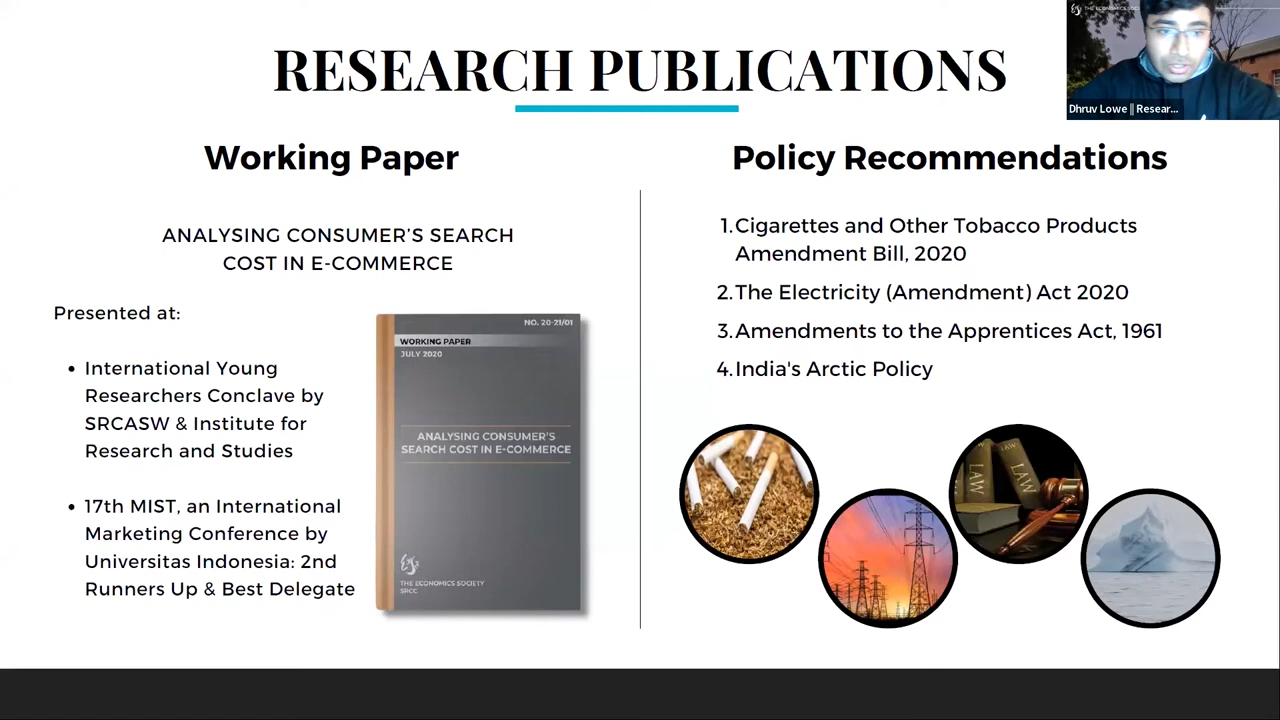 THE ECONOMICS SOC
RESEARCH PUBLICATIONS
Dhruv Lowe || Resear...
Working Paper
ANALYSING CONSUMER’S SEARCH
COST IN E-COMMERCE
Presented at:
• International Young
Researchers Conclave by
SRCASW & Institute for
Research and Studies
• 17th MIST, an International
Marketing Conference by
Universitas Indonesia: 2nd
Runners Up & Best Delegate
NO. 20-21/01
WORKING PAPER
JULY 2020
ANALYSING CONSUMER’S
SEARCH COST IN E-COMMERCE
THE ECONOMICS SOCIETY
SRCC
Policy Recommendations
1.Cigarettes and Other Tobacco Products
Amendment Bill, 2020
2.The Electricity (Amendment) Act 2020
3.Amendments to the Apprentices Act, 1961
4.India's Arctic Policy
LAW
LAW